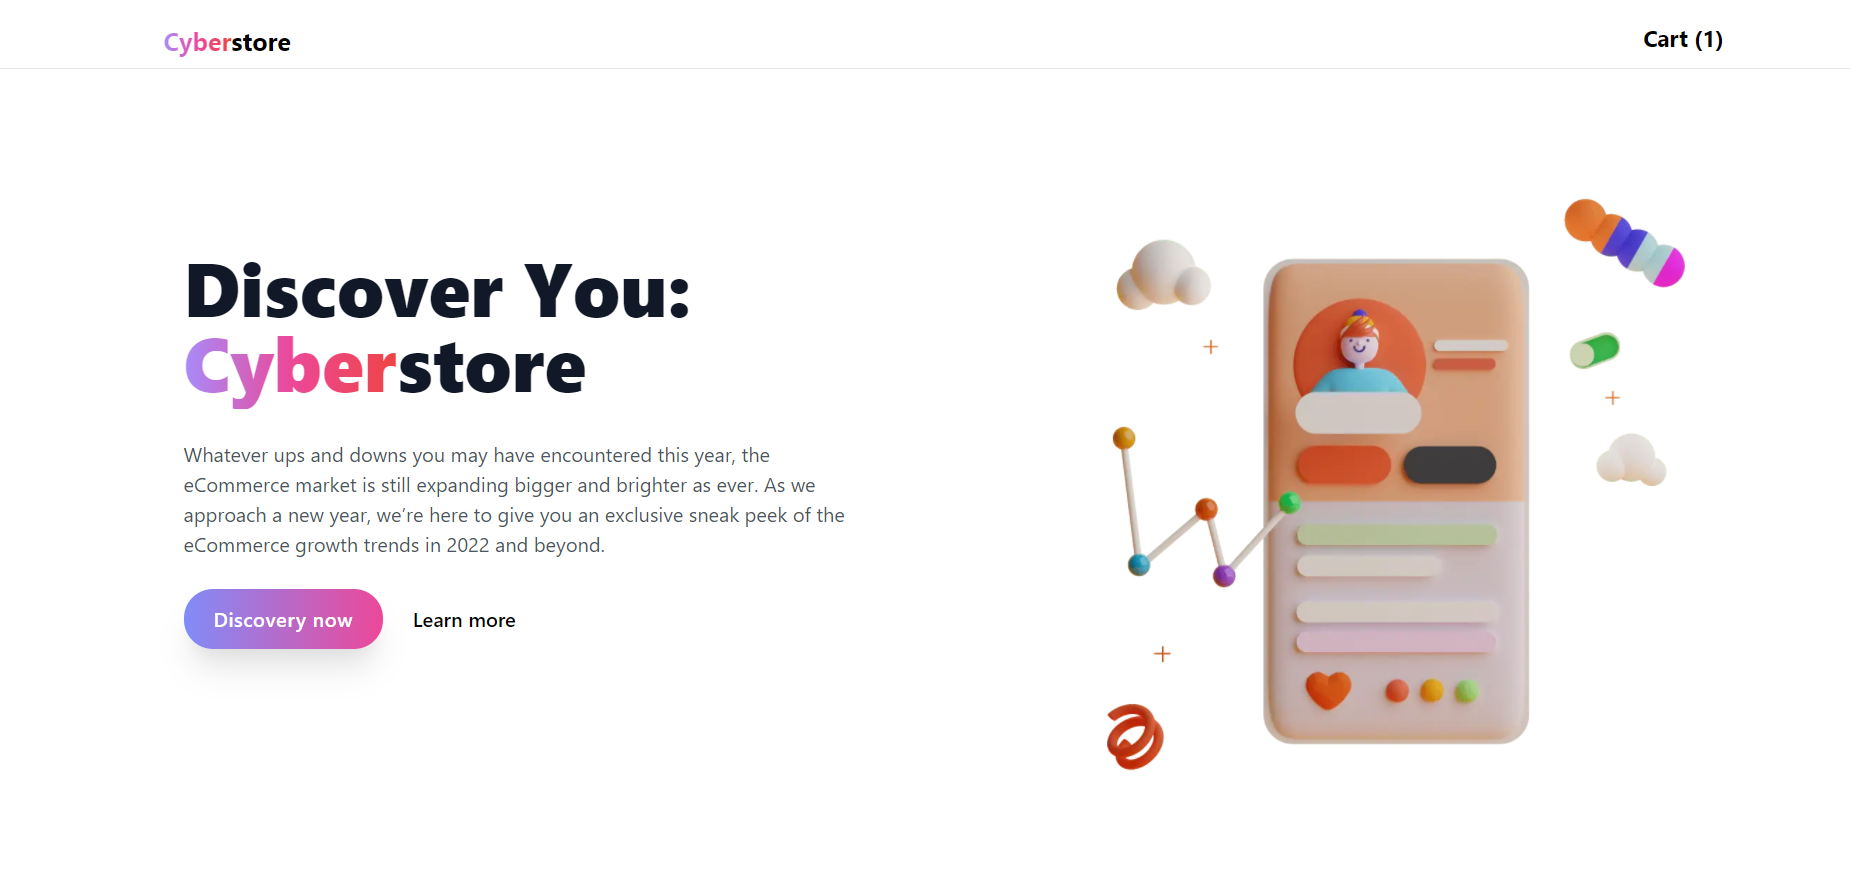 Cyberstore
Cart (1)
Discover You:
Cyberstore
Whatever ups and downs you may have encountered this year, the
eCommerce market is still expanding bigger and brighter as ever. As we
approach a new year, we’re here to give you an exclusive sneak peek of the
eCommerce growth trends in 2022 and beyond.
Discovery now
Learn more